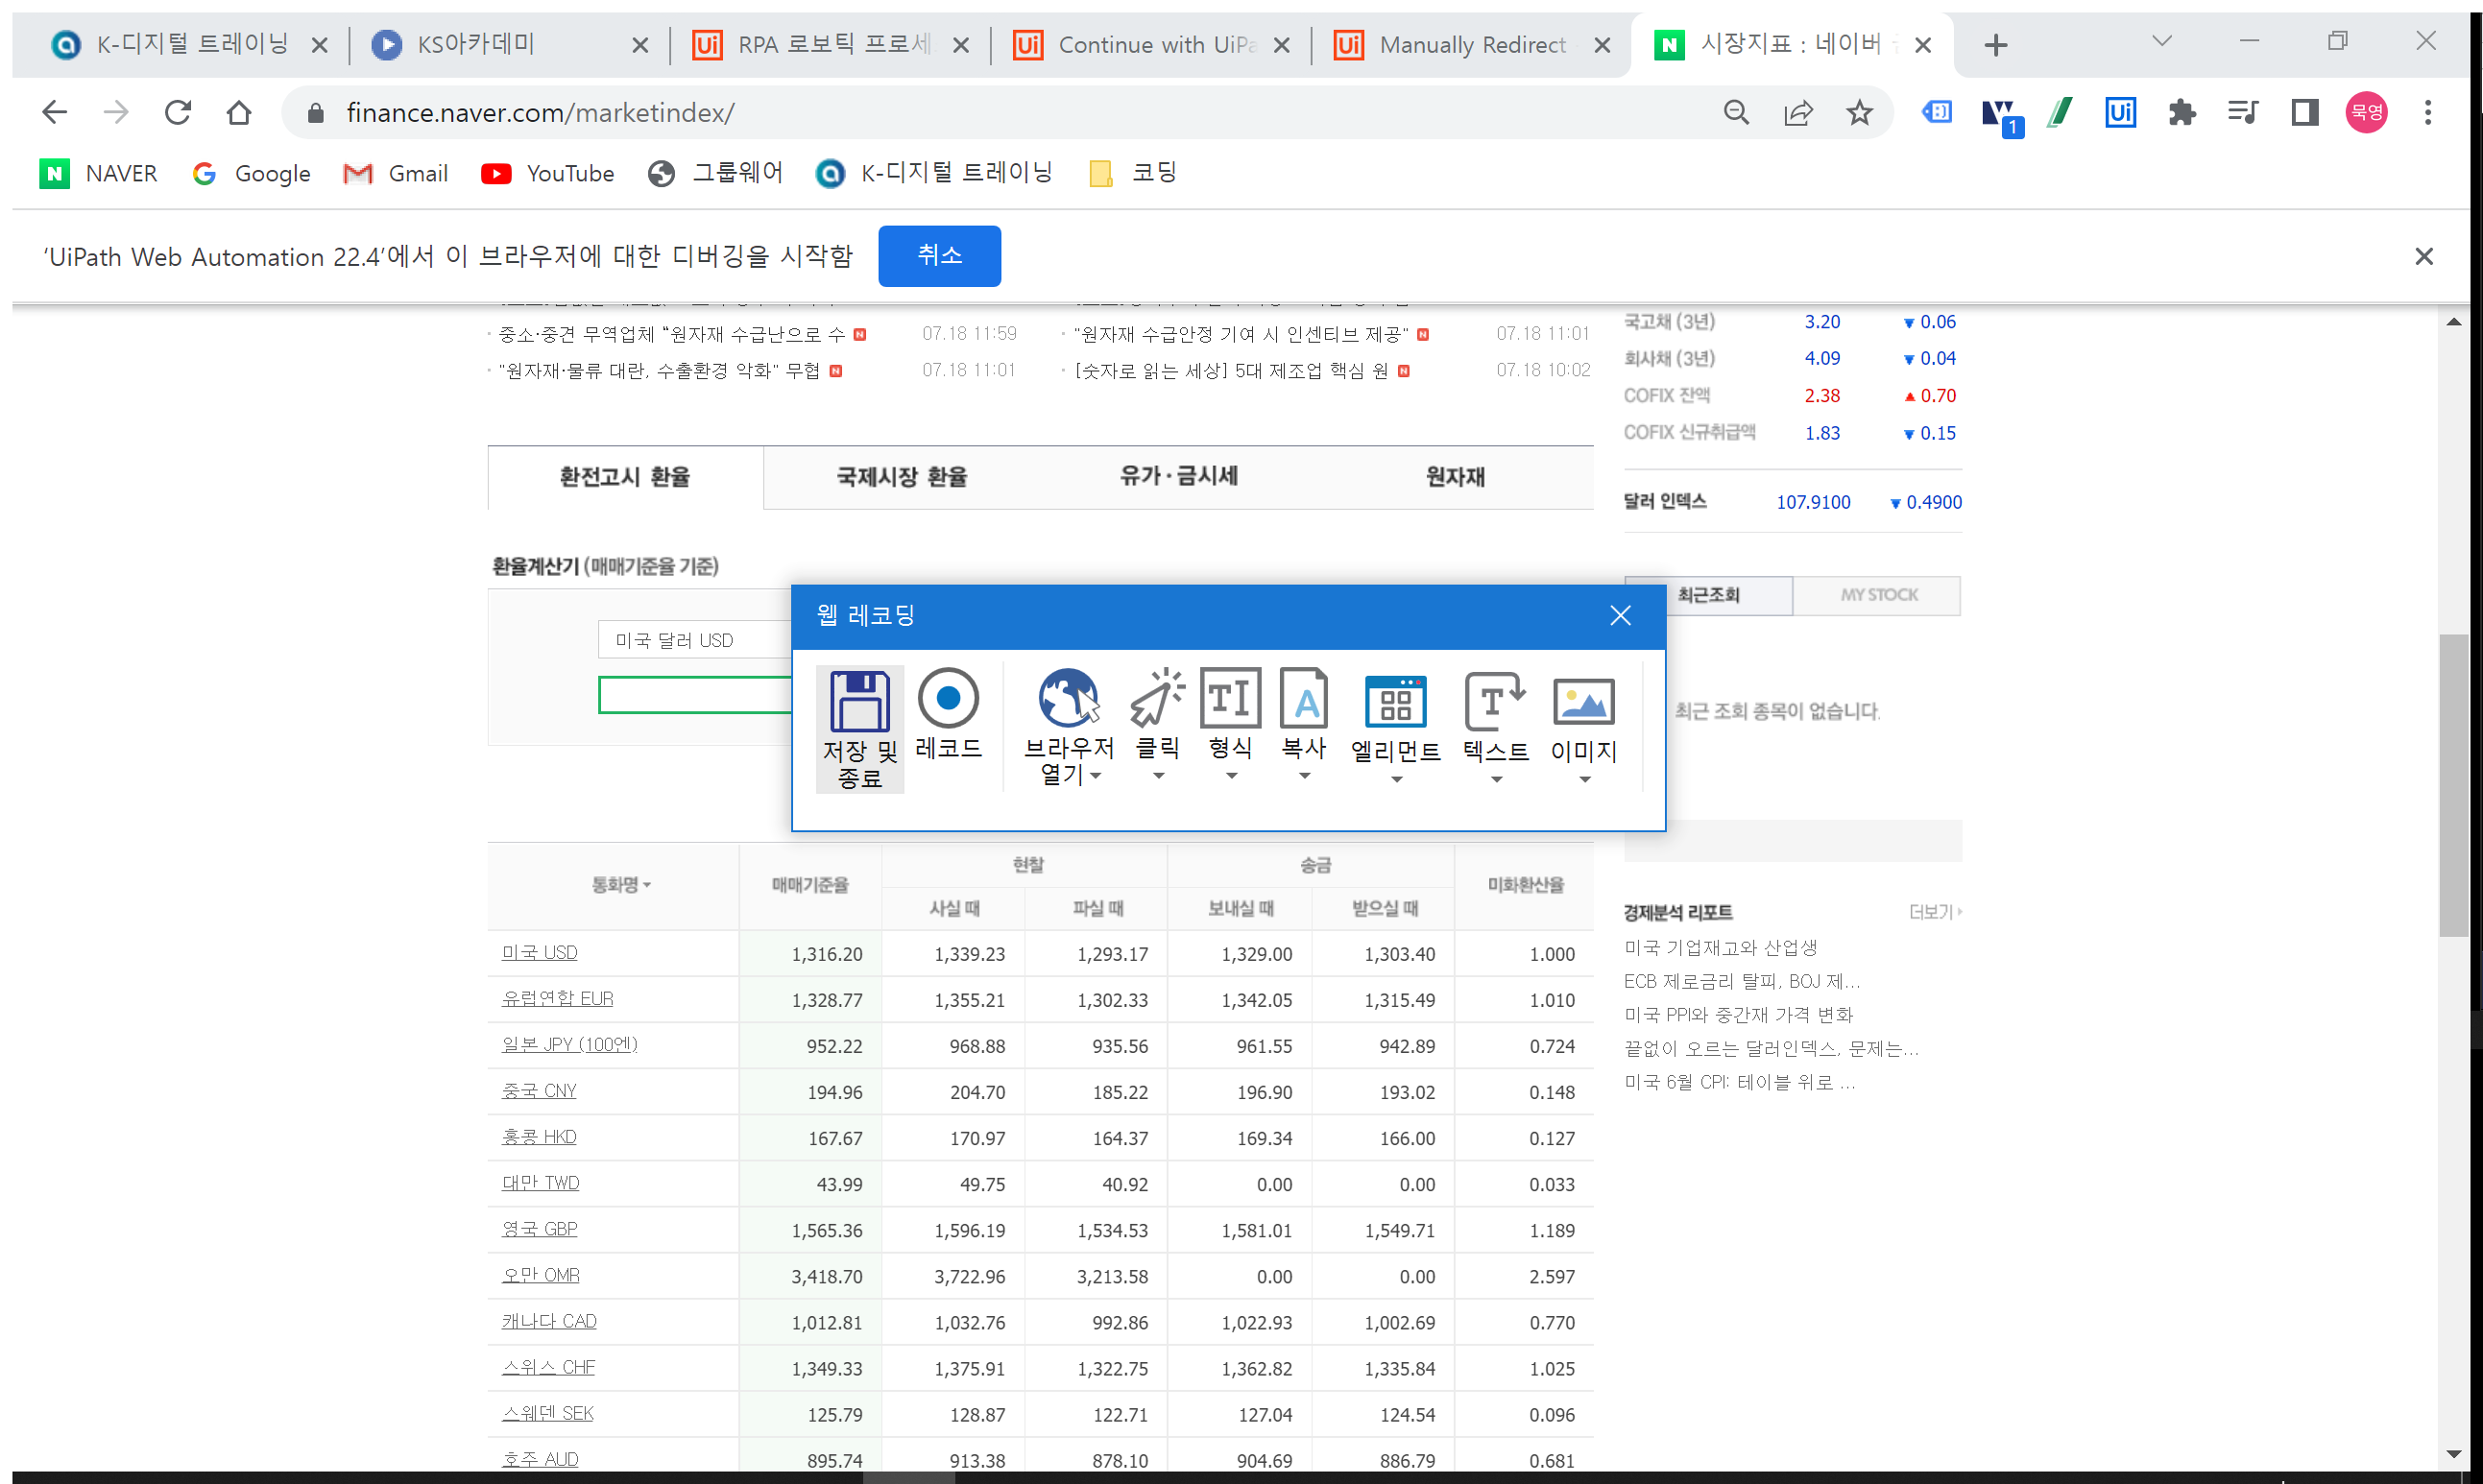 K-디지털 트레이닝
KS아카데미
RPA 로보틱 프로세
Continue with UiPa
Manually Redirect
시장지표 : 네이버
finance.naver.com/marketindex/
1
묵영
NAVER
Google
Gmail
YouTube
그룹웨어
K-디지털 트레이닝
코딩
‘UiPath Web Automation 22.4’에서 이 브라우저에 대한 디버깅을 시작함
취소
중소·중견 무역업체 “원자재 수급난으로 수 07.18 11:59
"원자재 수급안정 기여 시 인센티브 제공" 07.18 11:01
"원자재·물류 대란, 수출환경 악화" 무협 07.18 11:01
[숫자로 읽는 세상] 5대 제조업 핵심 원 07.18 10:02
국고채 (3년) 3.20 ▼ 0.06
회사채 (3년) 4.09 ▼ 0.04
COFIX 잔액 2.38 ▲ 0.70
COFIX 신규취급액 1.83 ▼ 0.15
달러 인덱스 107.9100 ▼ 0.4900
환전고시 환율
국제시장 환율
유가·금시세
원자재
환율계산기 (매매기준율 기준)
미국 달러 USD
웹 레코딩
저장 및
종료
레코드
브라우저
열기
클릭
형식
복사
엘리먼트
텍스트
이미지
최근조회
MY STOCK
최근 조회 종목이 없습니다.
통화명 매매기준율 현찰 송금 미화환산율
사실 때 파실 때 보내실 때 받으실 때
미국 USD 1,316.20 1,339.23 1,293.17 1,329.00 1,303.40 1.000
유럽연합 EUR 1,328.77 1,355.21 1,302.33 1,342.05 1,315.49 1.010
일본 JPY (100엔) 952.22 968.88 935.56 961.55 942.89 0.724
중국 CNY 194.96 204.70 185.22 196.90 193.02 0.148
홍콩 HKD 167.67 170.97 164.37 169.34 166.00 0.127
대만 TWD 43.99 49.75 40.92 0.00 0.00 0.033
영국 GBP 1,565.36 1,596.19 1,534.53 1,581.01 1,549.71 1.189
오만 OMR 3,418.70 3,722.96 3,213.58 0.00 0.00 2.597
캐나다 CAD 1,012.81 1,032.76 992.86 1,022.93 1,002.69 0.770
스위스 CHF 1,349.33 1,375.91 1,322.75 1,362.82 1,335.84 1.025
스웨덴 SEK 125.79 128.87 122.71 127.04 124.54 0.096
호주 AUD 895.74 913.38 878.10 904.69 886.79 0.681
경제분석 리포트 더보기
미국 기업재고와 산업생
ECB 제로금리 탈피, BOJ 제...
미국 PPI와 중간재 가격 변화
끝없이 오르는 달러인덱스, 문제는...
미국 6월 CPI: 테이블 위로 ...